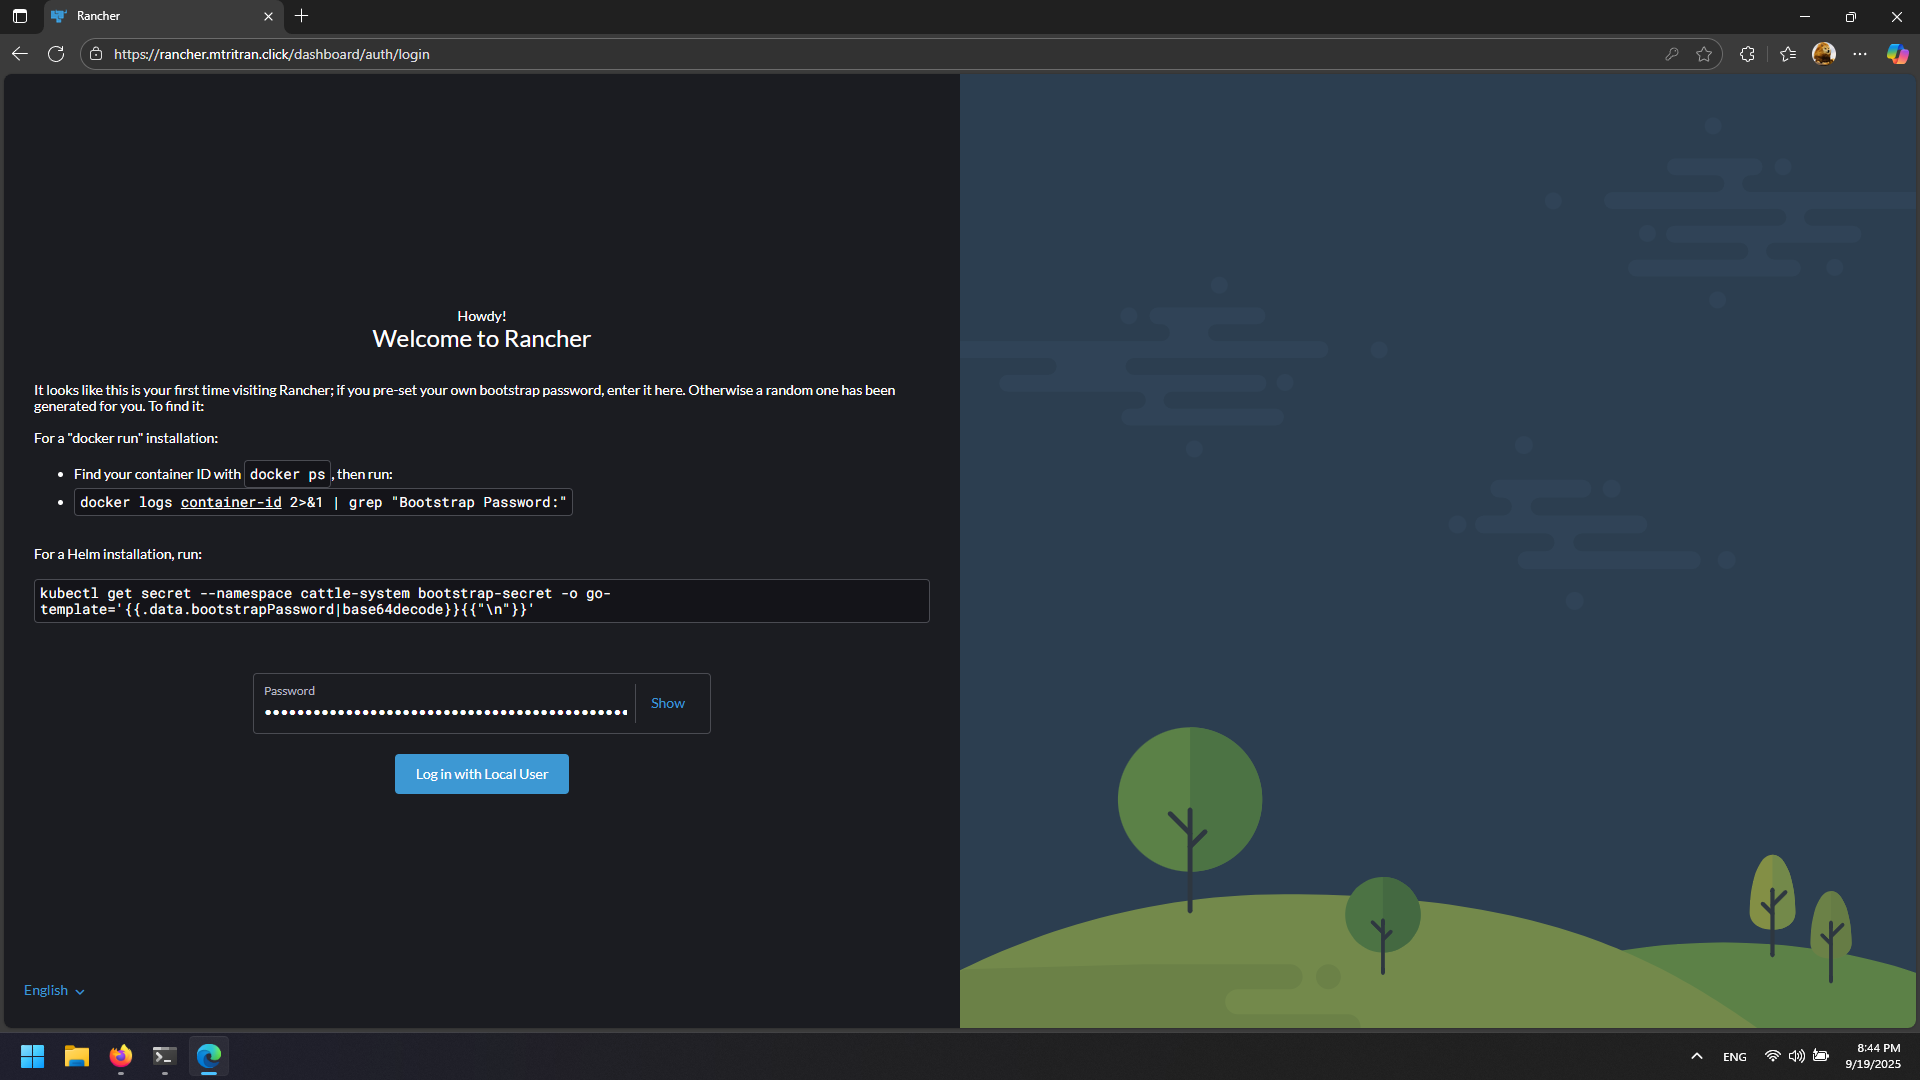 Rancher
https://rancher.mtritran.click/dashboard/auth/login
Howdy!
Welcome to Rancher
It looks like this is your first time visiting Rancher; if you pre-set your own bootstrap password, enter it here. Otherwise a random one has been
generated for you. To find it:
For a "docker run" installation:
• Find your container ID with docker ps, then run:
• docker logs container-id 2>&1 | grep "Bootstrap Password:"
For a Helm installation, run:
kubectl get secret --namespace cattle-system bootstrap-secret -o go-
template='{{.data.bootstrapPassword|base64decode}}{{"\n"}}'
Password
Show
Log in with Local User
English
ENG
8:44 PM
9/19/2025